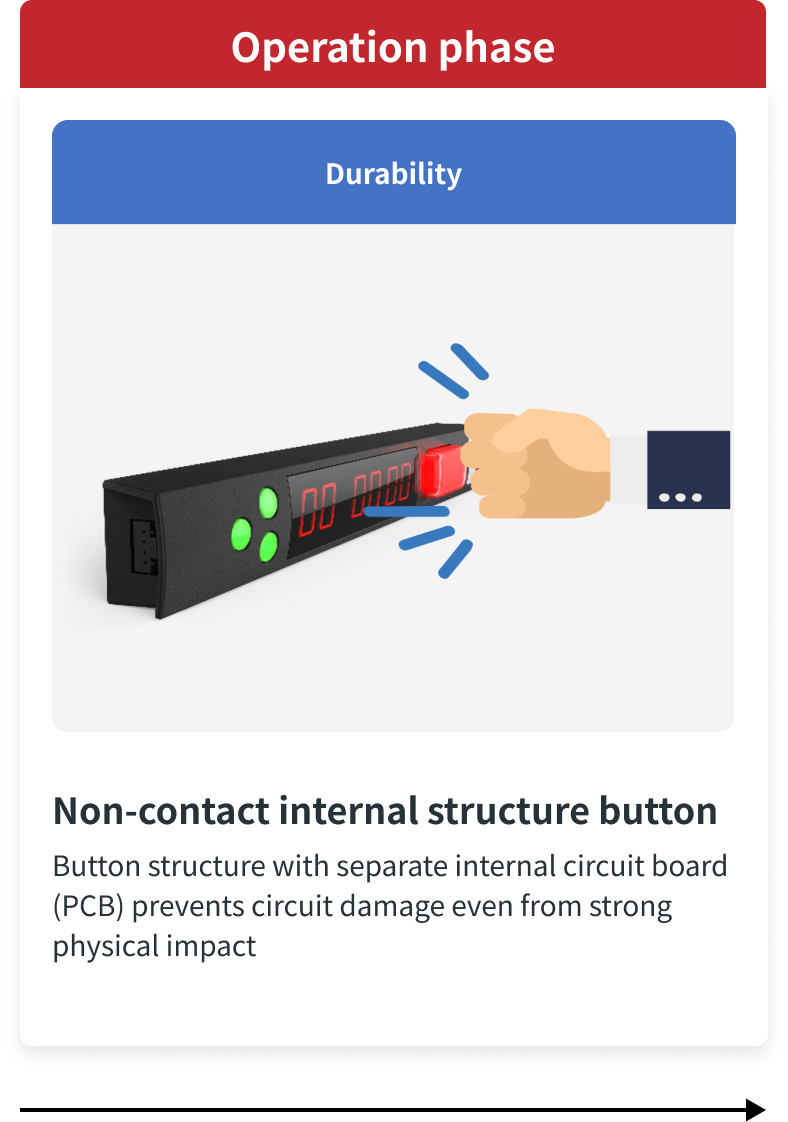 Operation phase
Durability
00 0000
Non-contact internal structure button
Button structure with separate internal circuit board
(PCB) prevents circuit damage even from strong
physical impact